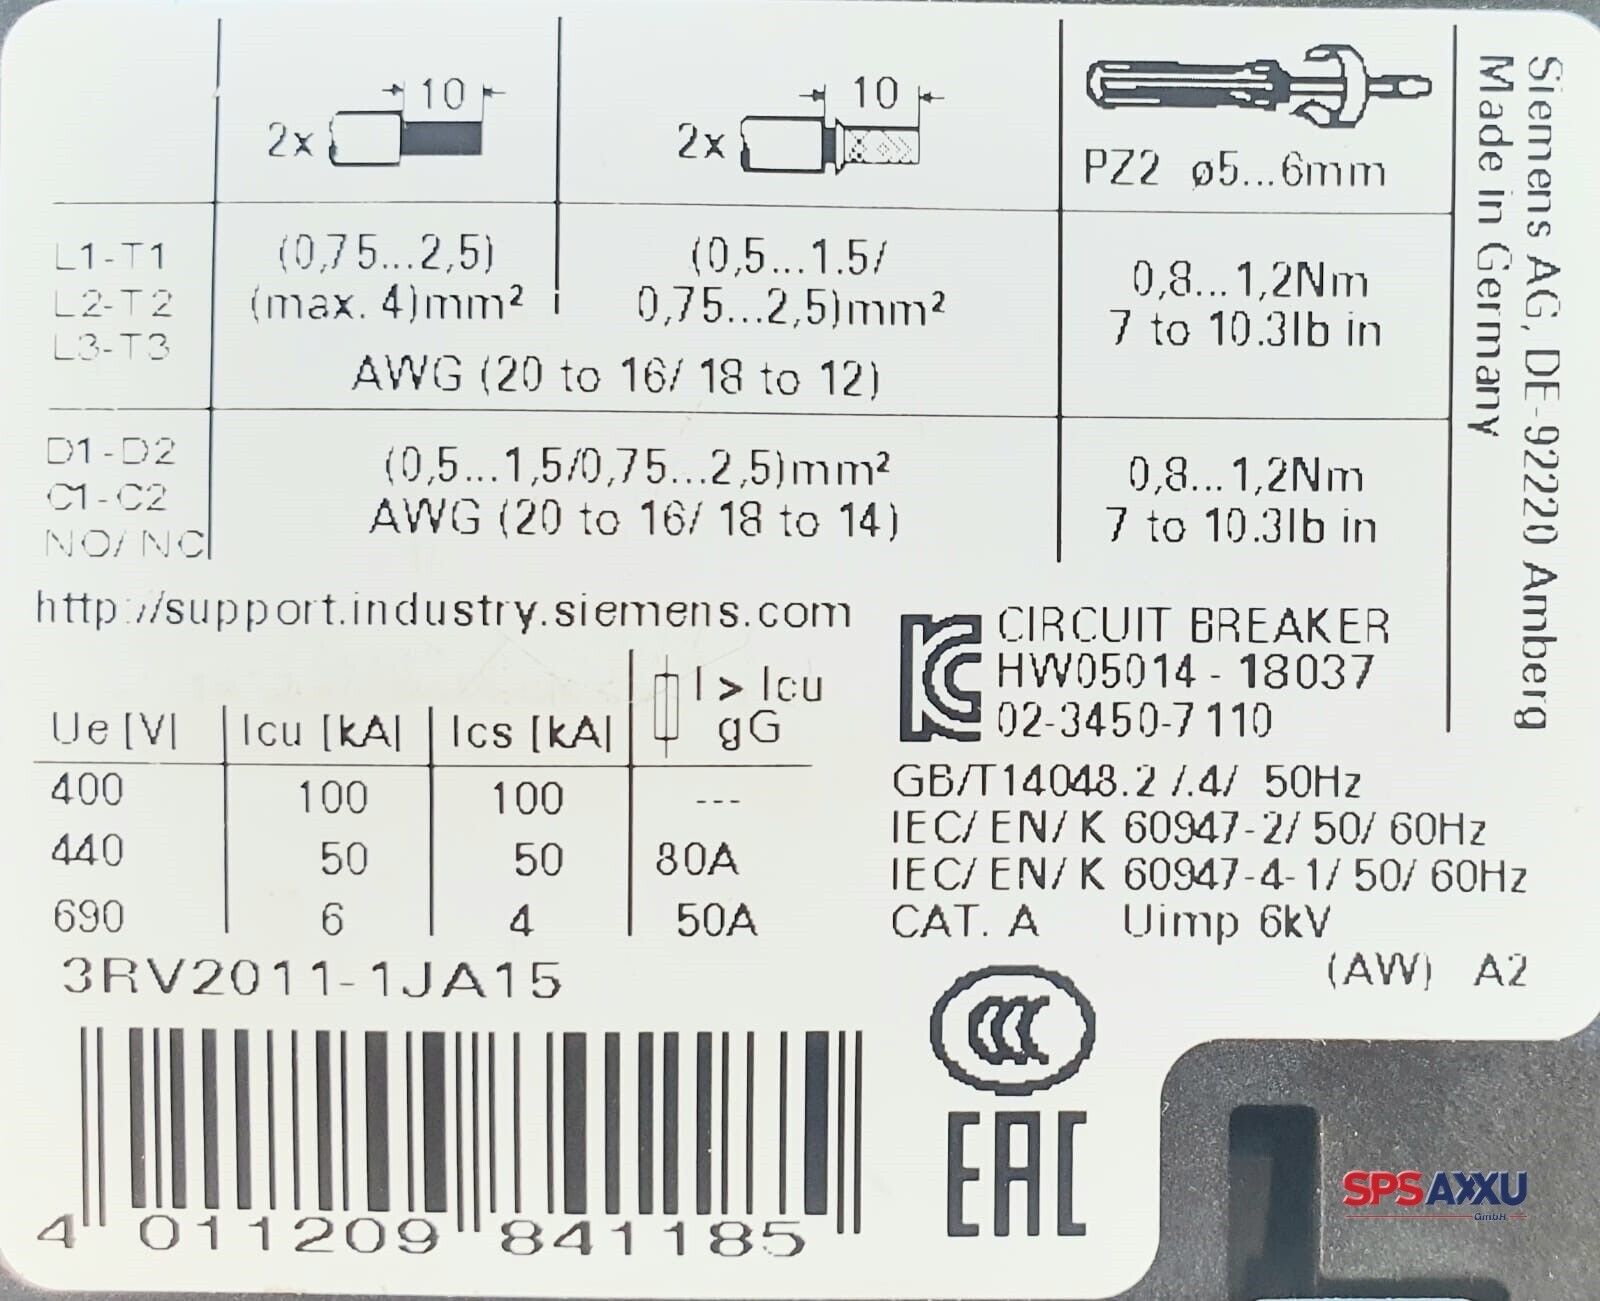 10
10
2x
2x
PZ2 ø5...6mm
L1-T1
L2-T2
L3-T3
(0,75...2,5)
(max. 4)mm²
(0,5...1.5/
0,75...2,5)mm²
AWG (20 to 16/ 18 to 12)
0,8...1,2Nm
7 to 10.3lb in
D1-D2
C1-C2
NO/ NC
(0,5...1,5/0,75...2,5)mm²
AWG (20 to 16/ 18 to 14)
0,8...1,2Nm
7 to 10.3lb in
Siemens AG, DE-92220 Amberg
Made in Germany
http://support.industry.siemens.com
Ue [V] Icu [kA] Ics [kA] I > Icu
gG
400 100 100 ---
440 50 50 80A
690 6 4 50A
CIRCUIT BREAKER
HW05014 - 18037
02-3450-7110
GB/T14048.2 /.4/ 50Hz
IEC/ EN/ K 60947-2/ 50/ 60Hz
IEC/ EN/ K 60947-4-1/ 50/ 60Hz
CAT. A Uimp 6kV
(AW) A2
3RV2011-1JA15
4 011209 841185
CCC
EAC
SPS AXXU
GmbH